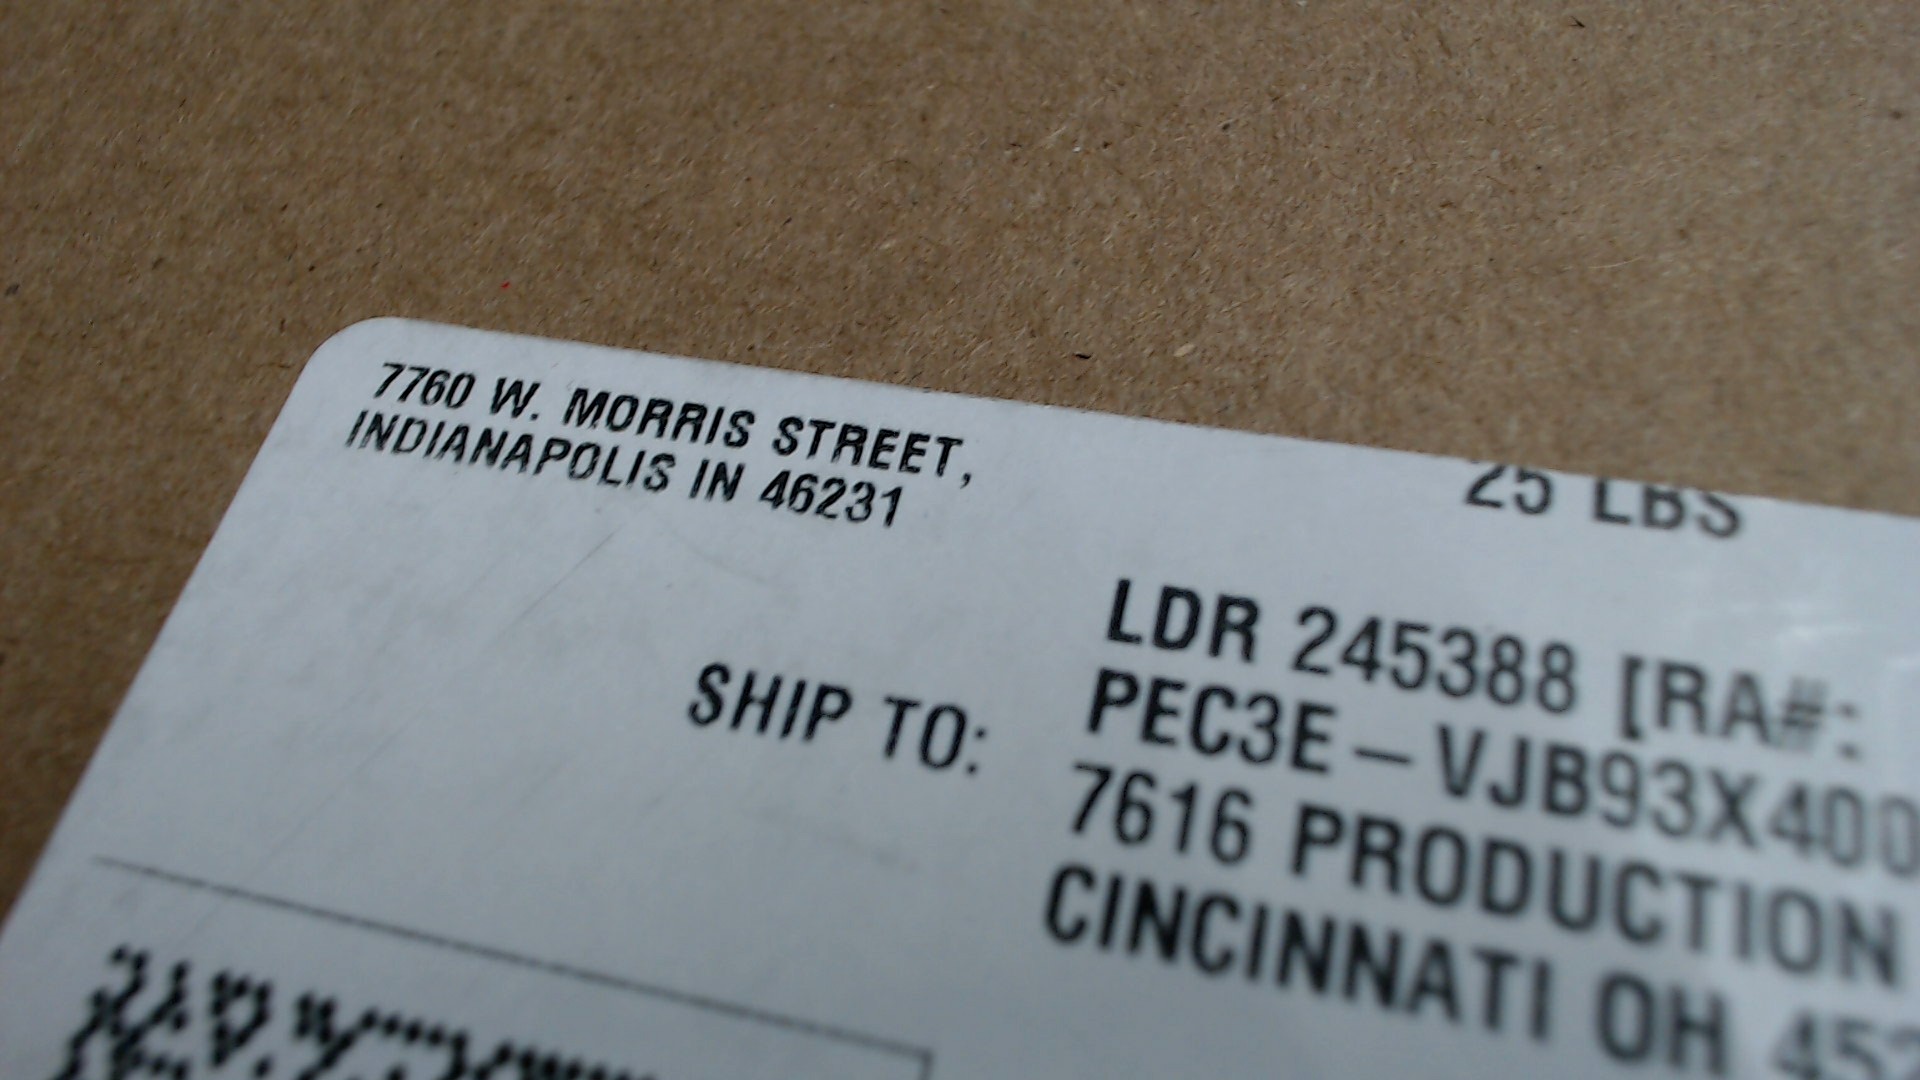 7760 W. MORRIS STREET,
INDIANAPOLIS IN 46231
25 LBS
LDR 245388 [RA#:
SHIP TO:
PEC3E-VJB93X400
7616 PRODUCTION
CINCINNATI OH 452